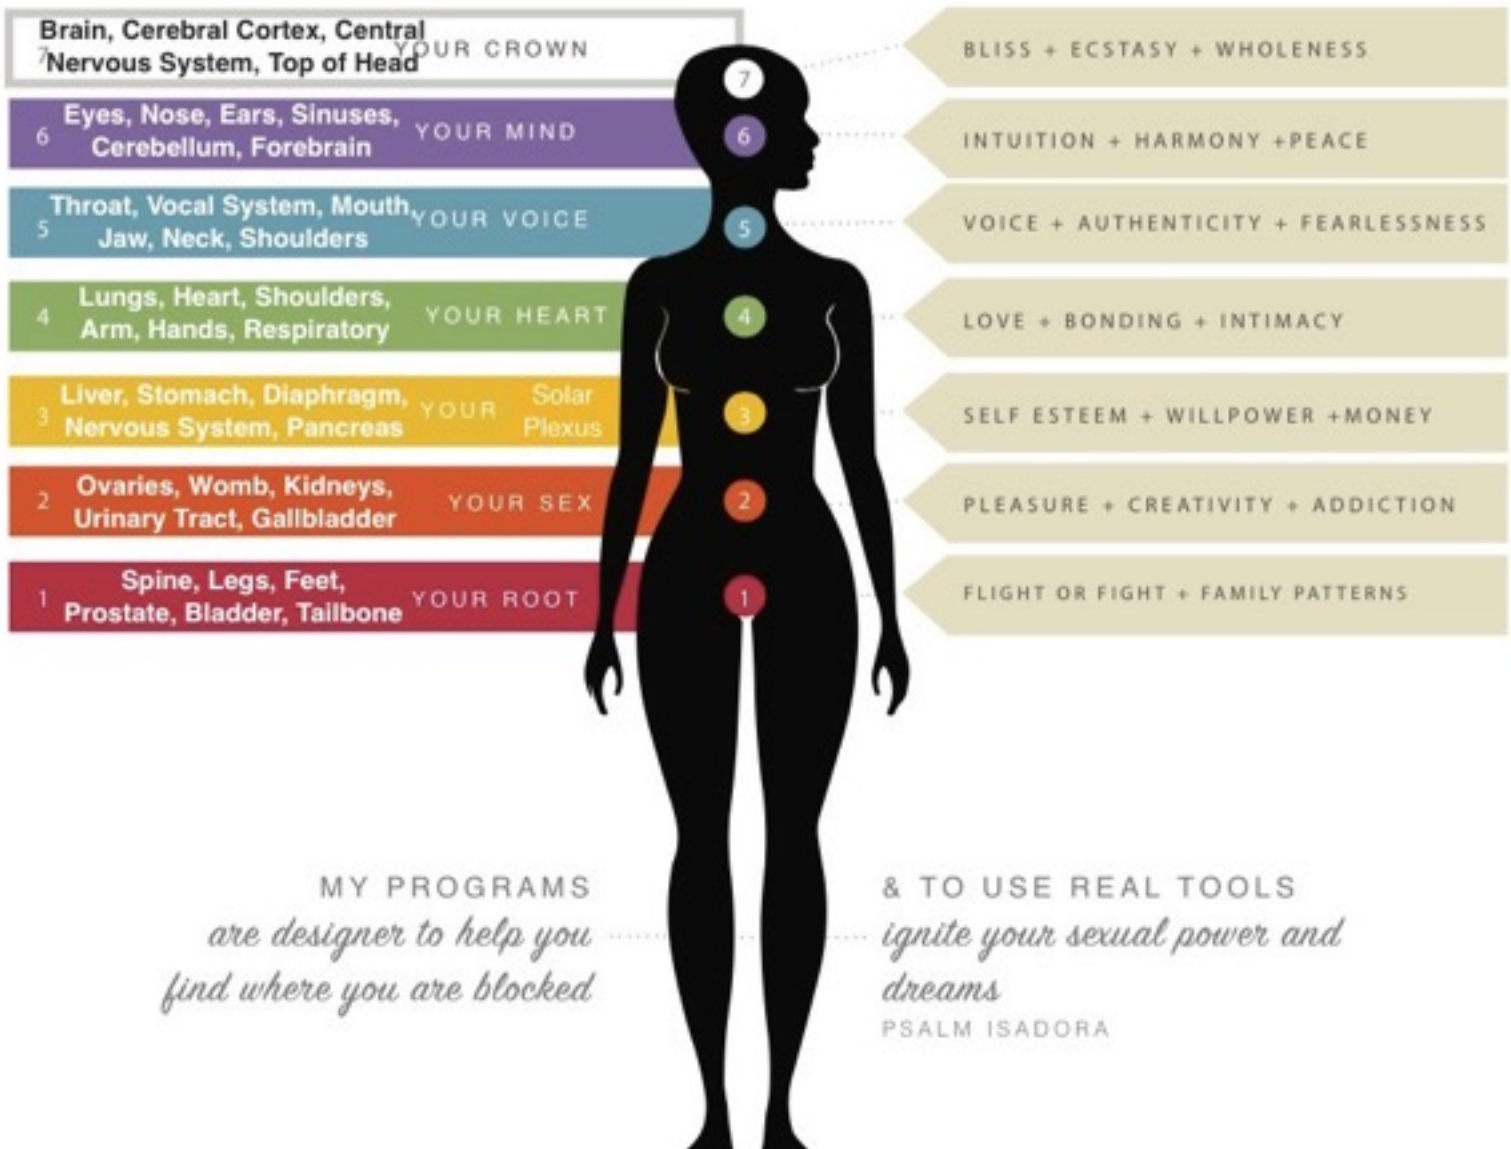 Brain, Cerebral Cortex, Central
Nervous System, Top of Head
7
YOUR CROWN
7
BLISS + ECSTASY + WHOLENESS
Eyes, Nose, Ears, Sinuses,
Cerebellum, Forebrain
6
YOUR MIND
6
INTUITION + HARMONY +PEACE
Throat, Vocal System, Mouth,
Jaw, Neck, Shoulders
5
YOUR VOICE
5
VOICE + AUTHENTICITY + FEARLESSNESS
Lungs, Heart, Shoulders,
Arm, Hands, Respiratory
4
YOUR HEART
4
LOVE + BONDING + INTIMACY
Liver, Stomach, Diaphragm,
Nervous System, Pancreas
3
YOUR
Solar
Plexus
3
SELF ESTEEM + WILLPOWER +MONEY
Ovaries, Womb, Kidneys,
Urinary Tract, Gallbladder
2
YOUR SEX
2
PLEASURE + CREATIVITY + ADDICTION
Spine, Legs, Feet,
Prostate, Bladder, Tailbone
1
YOUR ROOT
1
FLIGHT OR FIGHT + FAMILY PATTERNS
MY PROGRAMS
are designer to help you
find where you are blocked
& TO USE REAL TOOLS
ignite your sexual power and
dreams
PSALM ISADORA